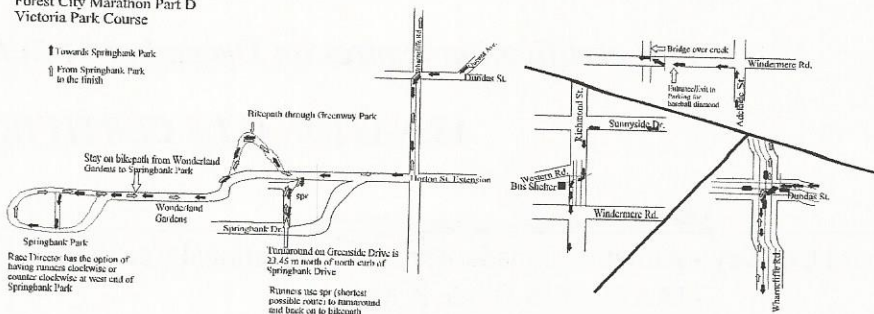 Forest City Marathon Part D
Victoria Park Course
Towards Springbank Park
From Springbank Park
to the finish
Bikepath through Greenway Park
Stay on bikepath from Wonderland
Gardens to Springbank Park
Wonderland
Gardens
Springbank Park
Race Director has the option of
having runners clockwise or
counter clockwise at west end of
Springbank Park
Springbank Dr.
spr
Turnaround on Greenside Drive is
23.45 m north of north curb of
Springbank Drive
Runners use spr (shortest
possible route) to turnaround
and back on to bikepath
Wharncliffe Rd.
Dundas St.
Horton St. Extension
Richmond St.
Sunnyside Dr.
Western Rd.
Bus Shelter
Windermere Rd.
Bridge over creek
Windermere Rd.
Entrance/exit to
Parking for
baseball diamond
Adelaide St.
Dundas St.
Wharncliffe Rd.